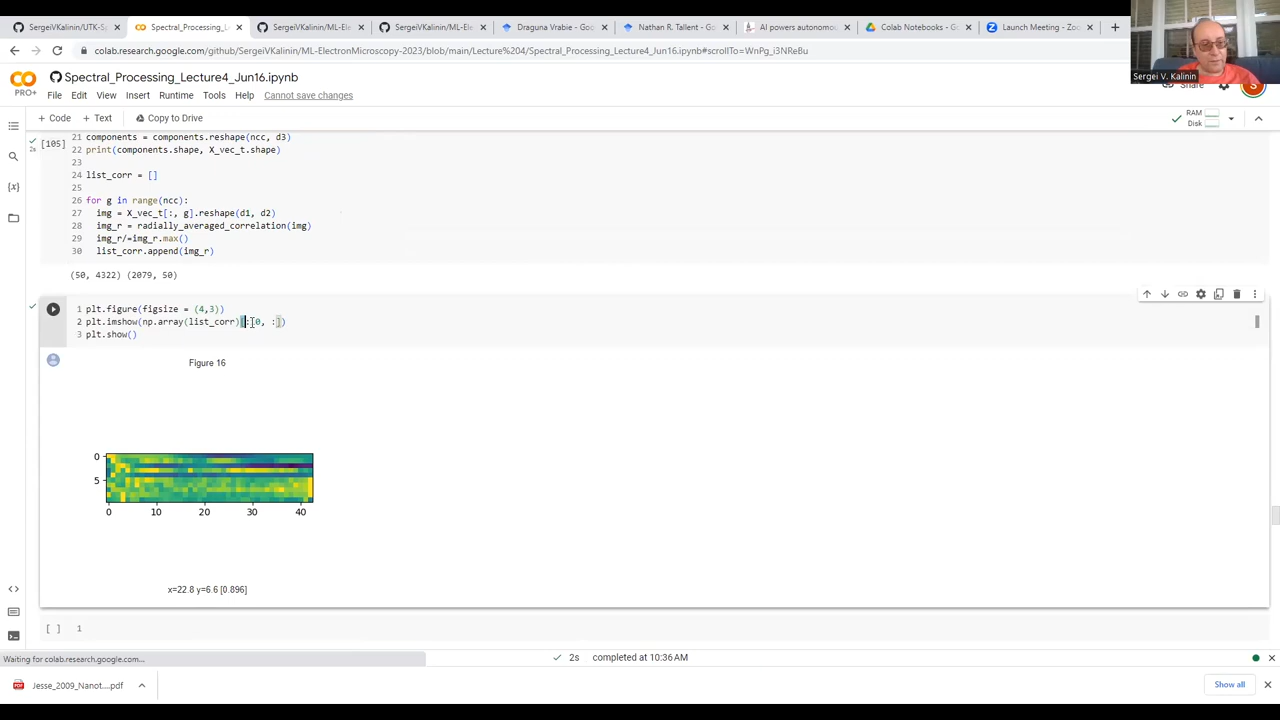 SergeiVKalinin/UTK-S
Spectral_Processing_Lecture4_J
SergeiVKalinin/ML-Ele
SergeiVKalinin/ML-Ele
Draguna Vrabie - Goo
Nathan R. Tallent - G
AI powers autonomo
Colab Notebooks - Go
Launch Meeting - Zoo
colab.research.google.com/github/SergeiVKalinin/ML-ElectronMicroscopy-2023/blob/main/Lecture%204/Spectral_Processing_Lecture4_Jun16.ipynb#scrollTo=WnPg_i3NReBu
Sergei V. Kalinin
CO
PRO+
Spectral_Processing_Lecture4_Jun16.ipynb
Share
S
File Edit View Insert Runtime Tools Help Cannot save changes
+ Code + Text Copy to Drive
RAM
Disk
[105]
2s
21 components = components.reshape(ncc, d3)
22 print(components.shape, X_vec_t.shape)
23
24 list_corr = []
25
26 for g in range(ncc):
27 img = X_vec_t[:, g].reshape(d1, d2)
28 img_r = radially_averaged_correlation(img)
29 img_r/=img_r.max()
30 list_corr.append(img_r)
(50, 4322) (2079, 50)
1 plt.figure(figsize = (4,3))
2 plt.imshow(np.array(list_corr)[:0, :])
3 plt.show()
Figure 16
0
5
0 10 20 30 40
x=22.8 y=6.6 [0.896]
[ ] 1
Waiting for colab.research.google.com...
2s completed at 10:36 AM
Jesse_2009_Nanot....pdf
Show all